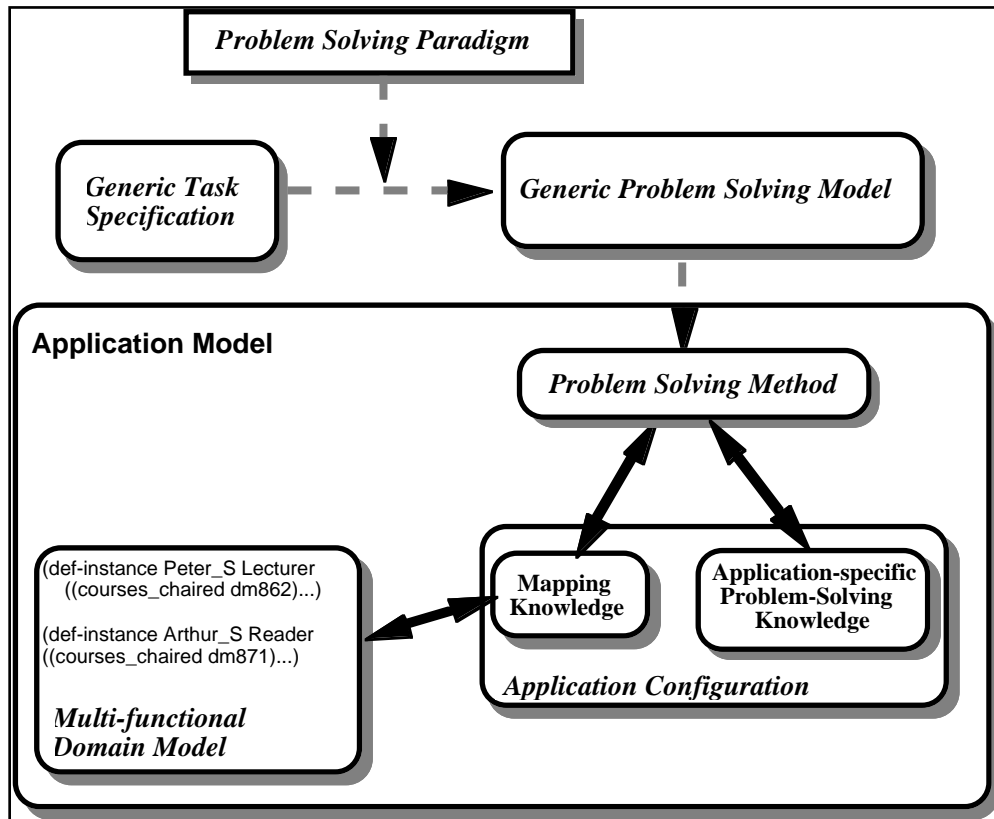 Problem Solving Paradigm
Generic Task
Specification
Generic Problem Solving Model
Application Model
Problem Solving Method
(def-instance Peter_S Lecturer
((courses_chaired dm862)...)
(def-instance Arthur_S Reader
((courses_chaired dm871)...)
Multi-functional
Domain Model
Mapping
Knowledge
Application-specific
Problem-Solving
Knowledge
Application Configuration